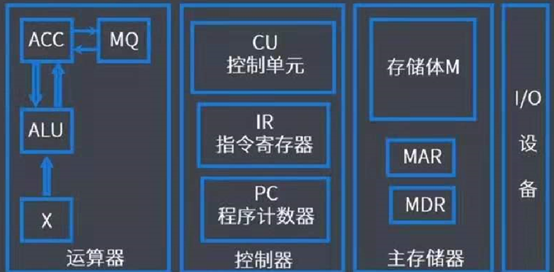 ACC
MQ
ALU
X
运算器
CU
控制单元
IR
指令寄存器
PC
程序计数器
控制器
存储体M
MAR
MDR
主存储器
I/O
设
备